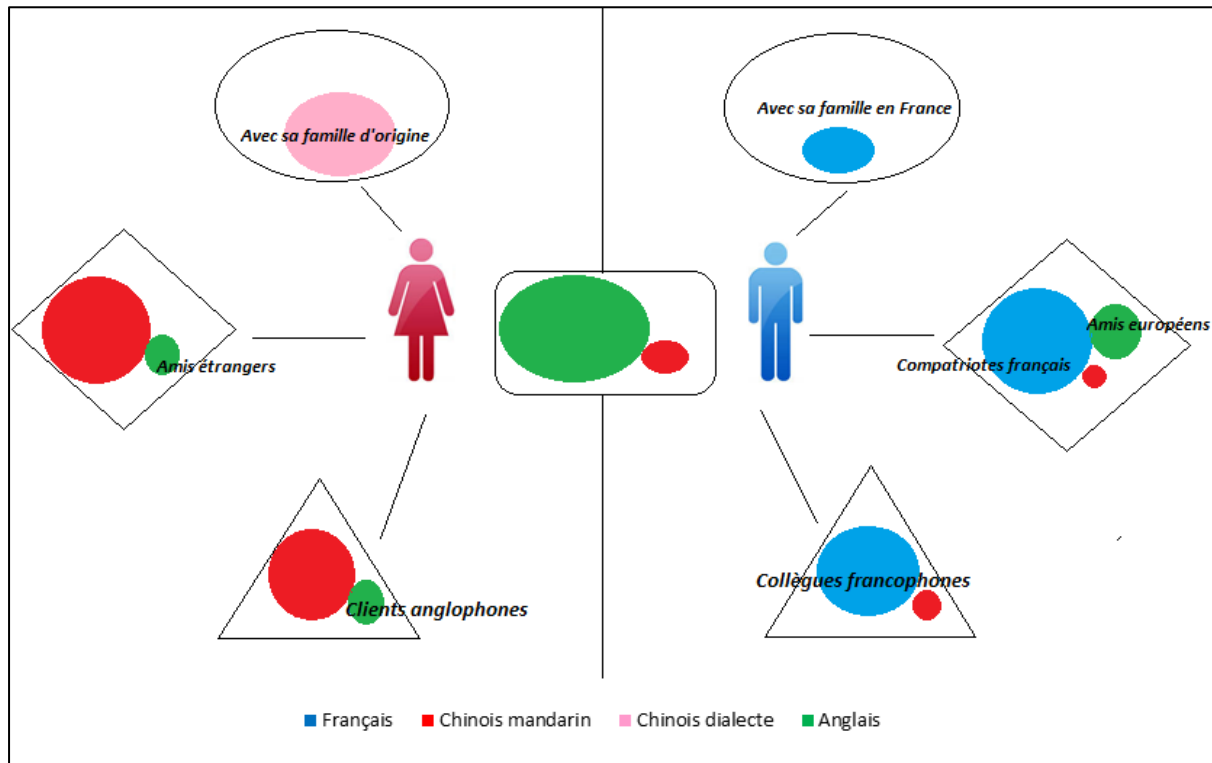 Avec sa famille d'origine
Avec sa famille en France
Amis étrangers
Amis européens
Compatriotes français
Clients anglophones
Collègues francophones
Français
Chinois mandarin
Chinois dialecte
Anglais